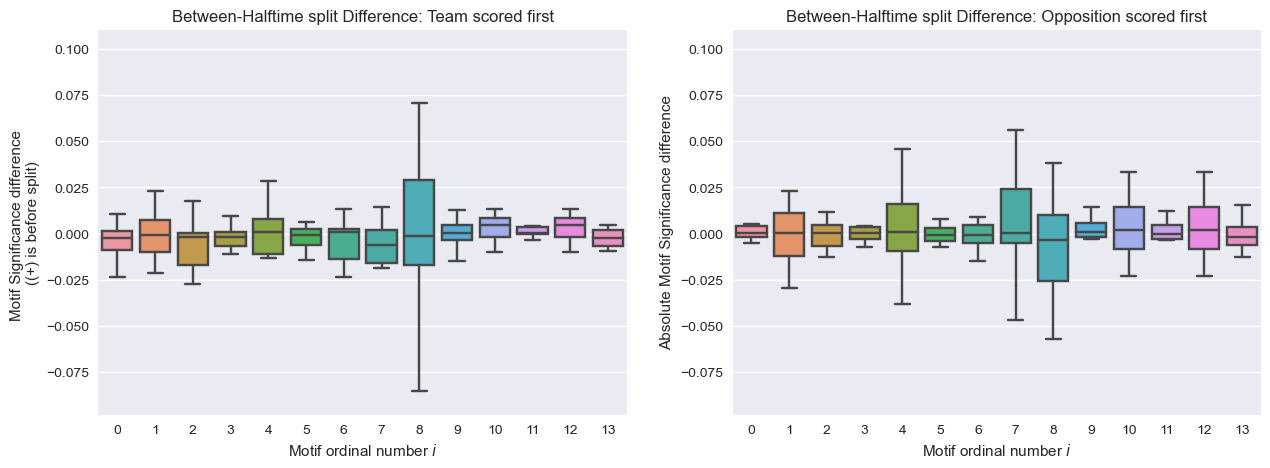 Between-Halftime split Difference: Team scored first
0.100
0.075
0.050
0.025
0.000
−0.025
−0.050
−0.075
Motif Significance difference
((+) is before split)
0 1 2 3 4 5 6 7 8 9 10 11 12 13
Motif ordinal number i
Between-Halftime split Difference: Opposition scored first
0.100
0.075
0.050
0.025
0.000
−0.025
−0.050
−0.075
Absolute Motif Significance difference
0 1 2 3 4 5 6 7 8 9 10 11 12 13
Motif ordinal number i